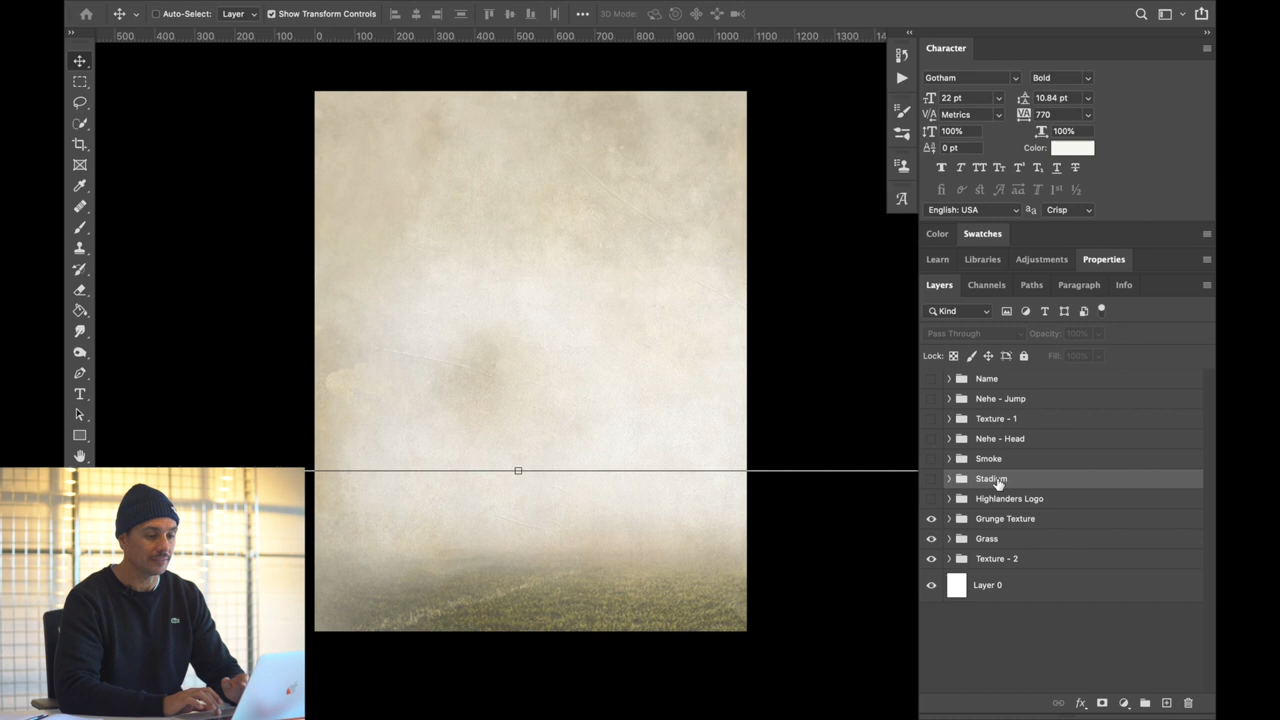 Auto-Select: Layer Show Transform Controls 3D Mode:
500 400 300 200 100 0 100 200 300 400 500 600 700 800 900 1000 1100 1200 1300
Character
Gotham Bold
22 pt 10.84 pt
Metrics 770
100% 100%
0 pt Color:
English: USA Crisp
Color Swatches
Learn Libraries Adjustments Properties
Layers Channels Paths Paragraph Info
Kind
Pass Through Opacity: 100%
Lock: Fill: 100%
Name
Nehe - Jump
Texture - 1
Nehe - Head
Smoke
Stadium
Highlanders Logo
Grunge Texture
Grass
Texture - 2
Layer 0